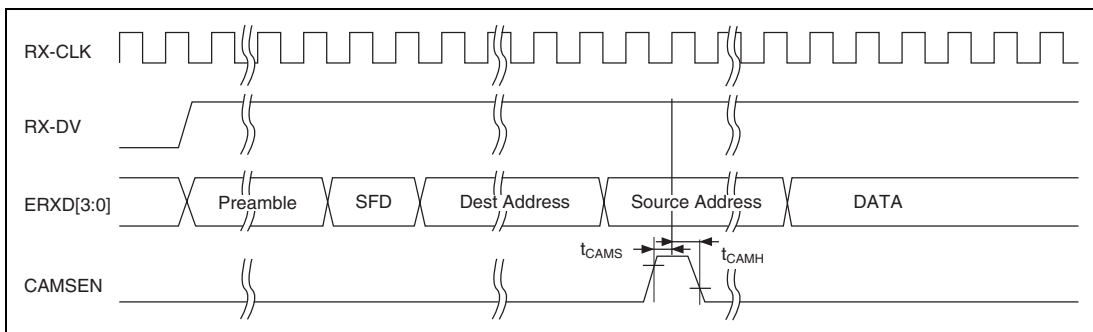 RX-CLK
RX-DV
ERXD[3:0]
Preamble
SFD
Dest Address
Source Address
DATA
tCAMS
tCAMH
CAMSEN